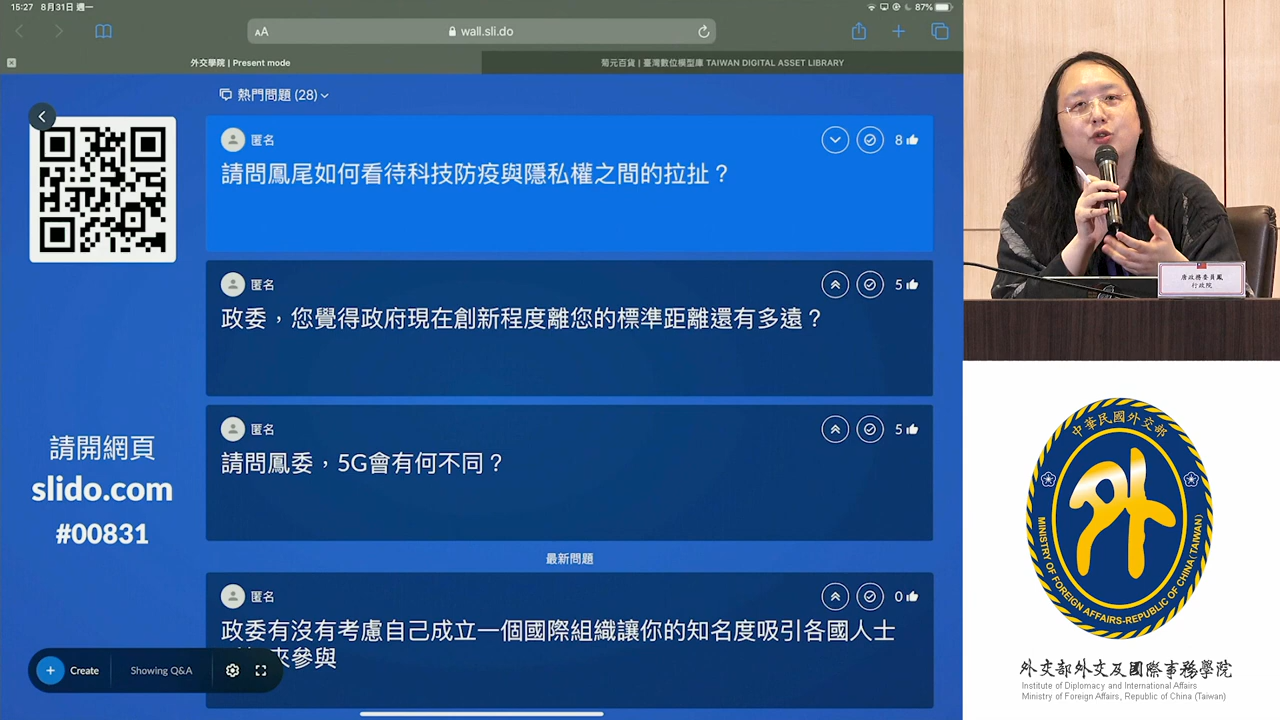 15:27 8月31日 週一
87%
AA
wall.sli.do
外交學院 | Present mode
菊元百貨 | 臺灣數位模型庫 TAIWAN DIGITAL ASSET LIBRARY
熱門問題 (28)
匿名
8
請問鳳尾如何看待科技防疫與隱私權之間的拉扯？
匿名
5
政委，您覺得政府現在創新程度離您的標準距離還有多遠？
匿名
5
請問鳳委，5G會有何不同？
最新問題
匿名
0
政委有沒有考慮自己成立一個國際組織讓你的知名度吸引各國人士
來參與
請開網頁
slido.com
#00831
Create
Showing Q&A
唐政務委員鳳
行政院
中華民國外交部
外
MINISTRY OF FOREIGN AFFAIRS-REPUBLIC OF CHINA(TAIWAN)
外交部外交及國際事務學院
Institute of Diplomacy and International Affairs
Ministry of Foreign Affairs, Republic of China (Taiwan)